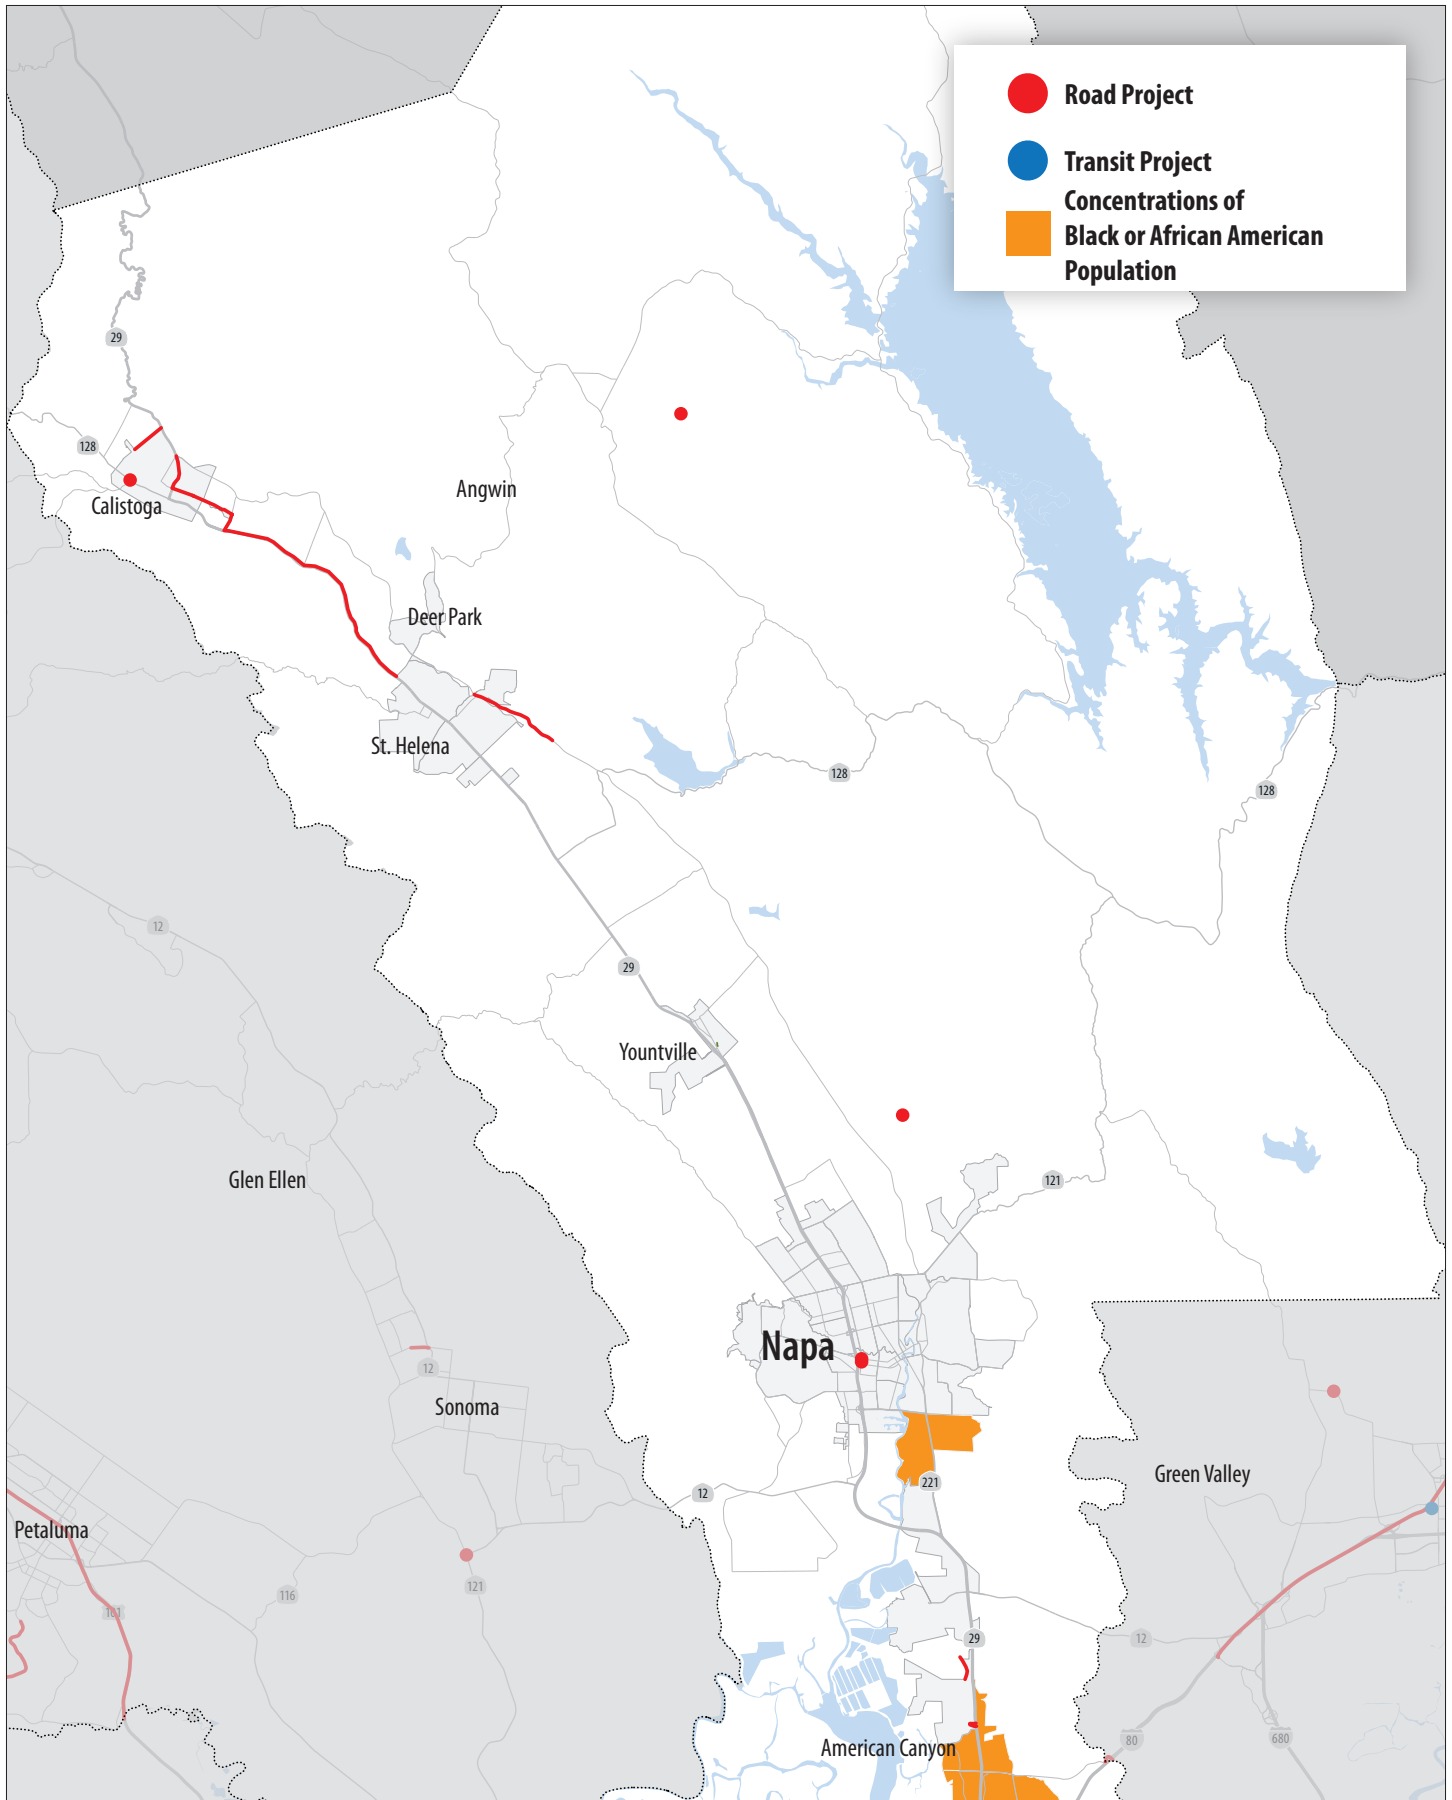 Road Project
Transit Project
Concentrations of
Black or African American
Population
29
128
Calistoga
Angwin
Deer Park
St. Helena
128
128
12
29
Yountville
Glen Ellen
121
Napa
12
Sonoma
221
Green Valley
12
Petaluma
121
116
101
29
12
American Canyon
80
680